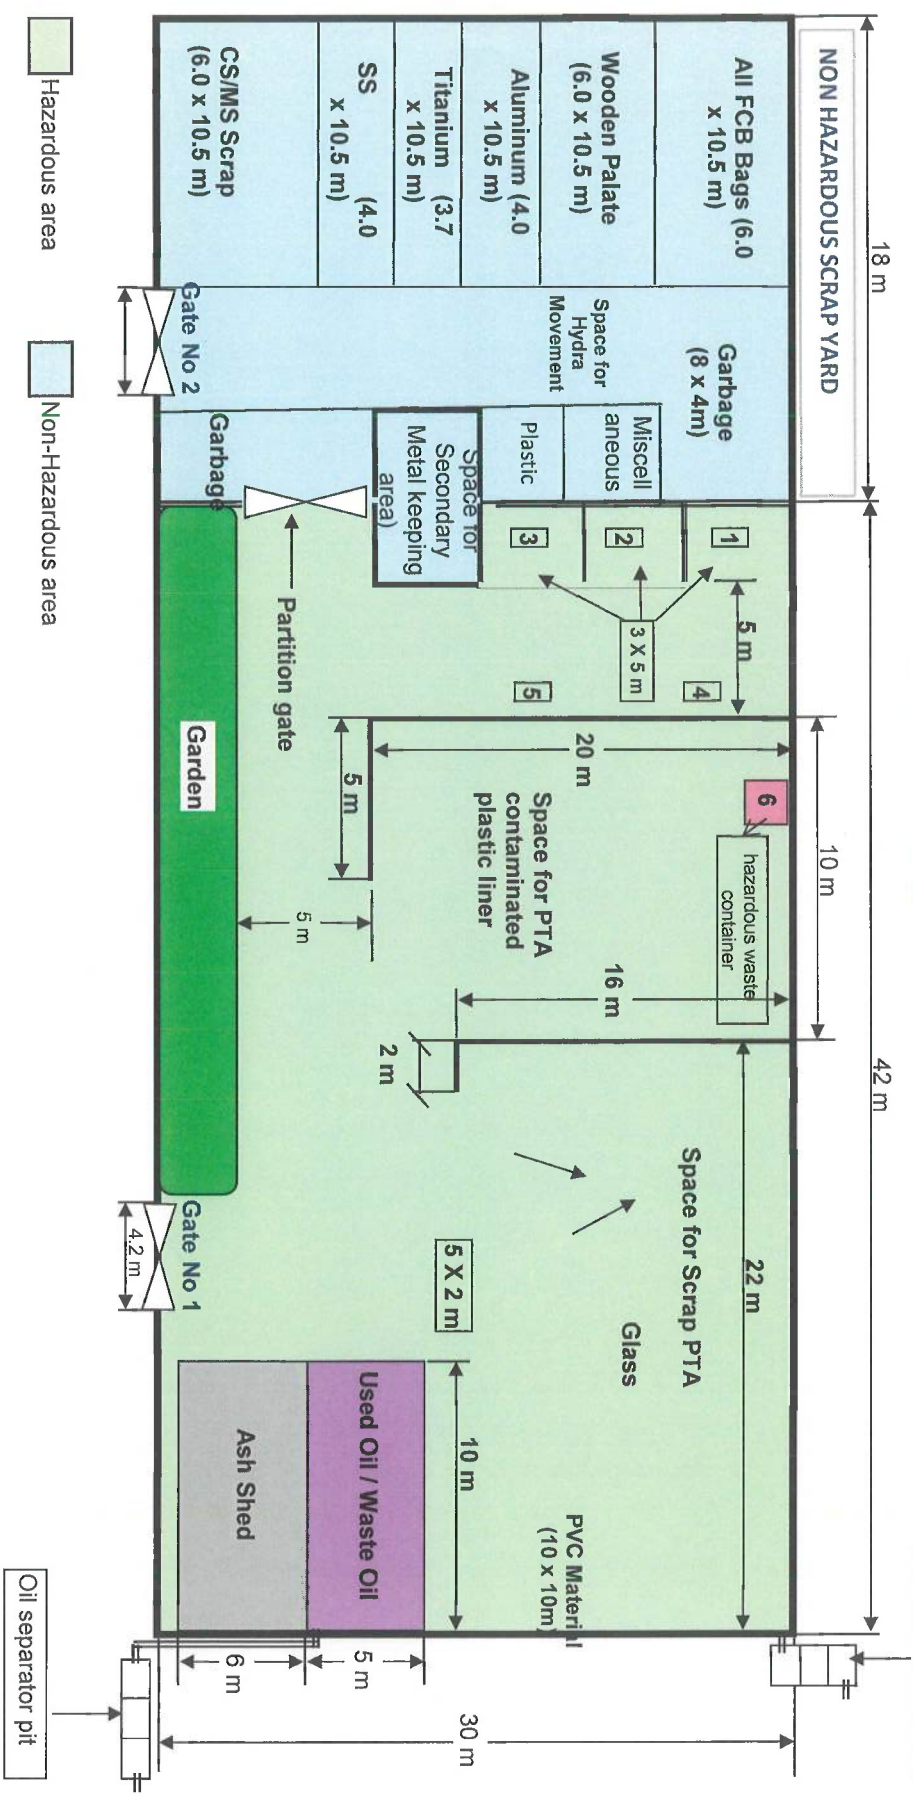 NON HAZARDOUS SCRAP YARD
18 m
42 m
All FCB Bags (6.0
x 10.5 m)
Wooden Palate
(6.0 x 10.5 m)
Aluminum (4.0
x 10.5 m)
Titanium (3.7
x 10.5 m)
SS (4.0
x 10.5 m)
CS/MS Scrap
(6.0 x 10.5 m)
Garbage
(8 x 4m)
Space for
Hydra
Movement
Gate No 2
Miscell
aneous
Plastic
Space for
Secondary
Metal keeping
area)
Garbage
1
2
3
3 X 5 m
5 m
4
5
Partition gate
Garden
10 m
20 m
6
hazardous waste
container
Space for PTA
contaminated
plastic liner
5 m
5 m
16 m
2 m
22 m
Space for Scrap PTA
Glass
5 X 2 m
PVC Material
(10 x 10m)
10 m
Used Oil / Waste Oil
Ash Shed
Gate No 1
4.2 m
5 m
6 m
30 m
Oil separator pit
Hazardous area
Non-Hazardous area